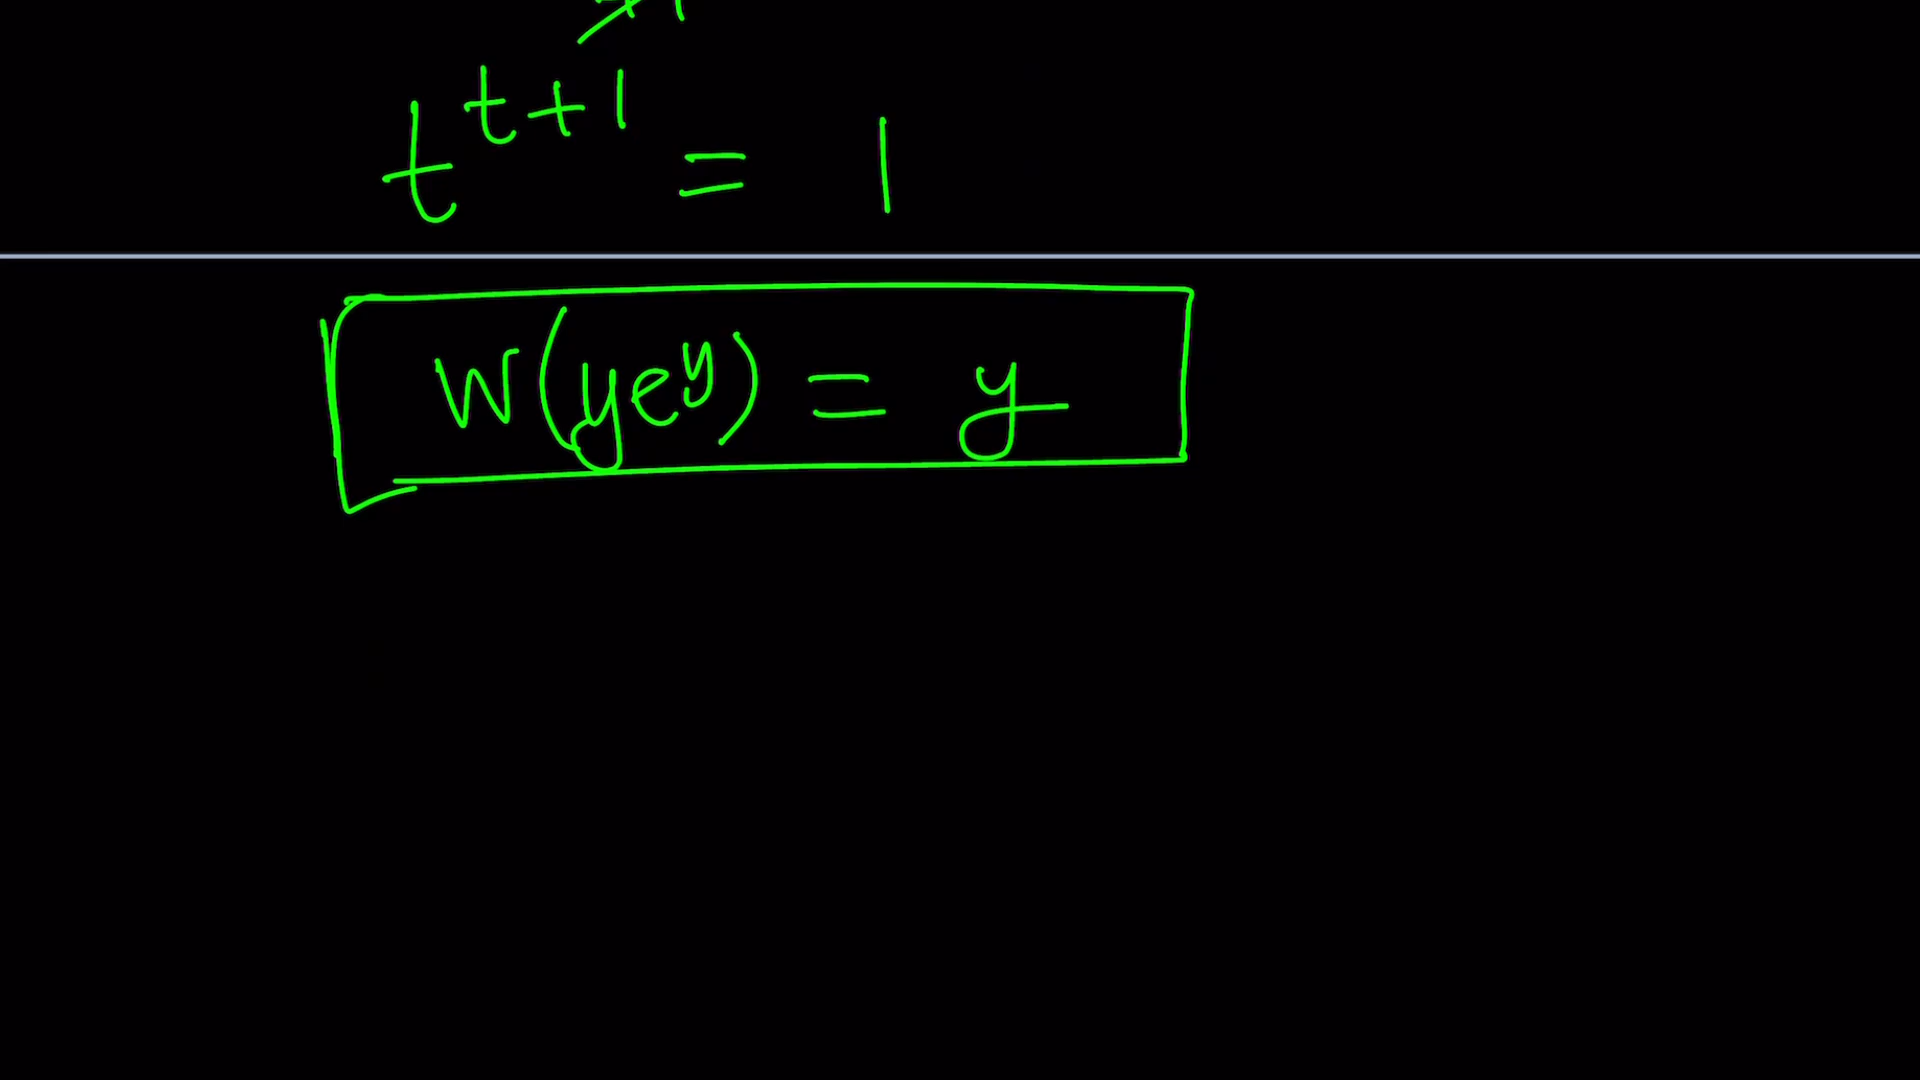 t^{t+1} = 1
W(ye^y) = y